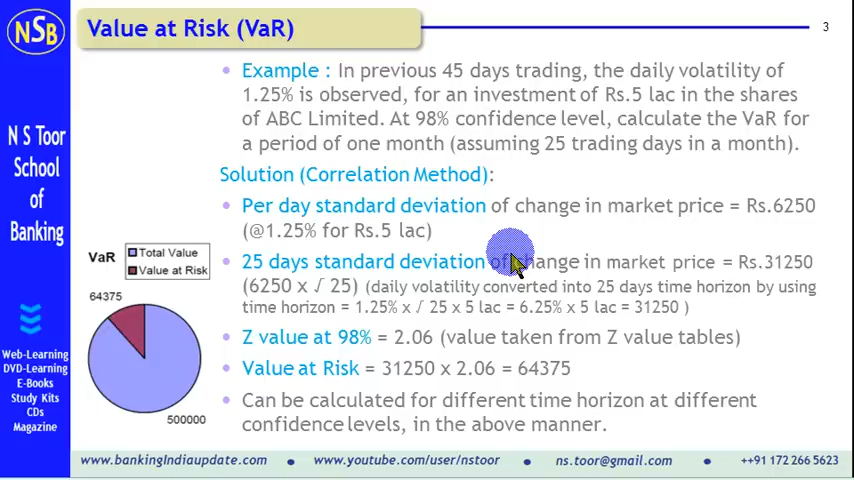 NSB
Value at Risk (VaR)
3
N S Toor
School
of
Banking
Web-Learning
DVD-Learning
E-Books
Study Kits
CDs
Magazine
• Example : In previous 45 days trading, the daily volatility of
1.25% is observed, for an investment of Rs.5 lac in the shares
of ABC Limited. At 98% confidence level, calculate the VaR for
a period of one month (assuming 25 trading days in a month).
Solution (Correlation Method):
• Per day standard deviation of change in market price = Rs.6250
(@1.25% for Rs.5 lac)
• 25 days standard deviation of change in market price = Rs.31250
(6250 x √ 25) (daily volatility converted into 25 days time horizon by using
time horizon = 1.25% x √ 25 x 5 lac = 6.25% x 5 lac = 31250 )
• Z value at 98% = 2.06 (value taken from Z value tables)
• Value at Risk = 31250 x 2.06 = 64375
• Can be calculated for different time horizon at different
confidence levels, in the above manner.
VaR
Total Value
Value at Risk
64375
500000
www.bankingIndiaupdate.com • www.youtube.com/user/nstoor • ns.toor@gmail.com • ++91 172 266 5623